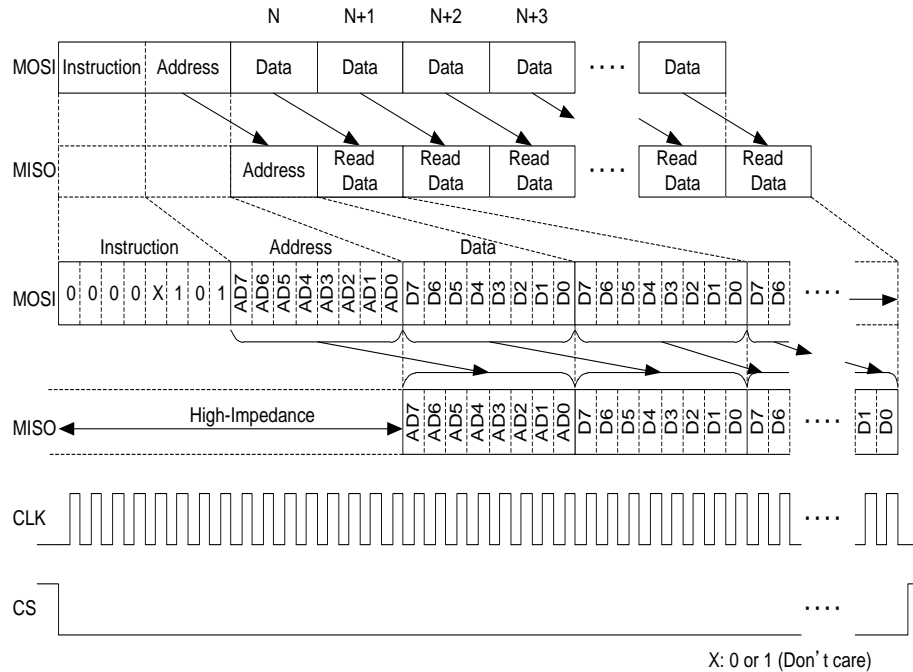 N N+1 N+2 N+3
MOSI Instruction Address Data Data Data Data ···· Data
MISO Address Read Data Read Data Read Data ···· Read Data Read Data
Instruction Address Data
MOSI 0 0 0 0 X 1 0 1 AD7 AD6 AD5 AD4 AD3 AD2 AD1 AD0 D7 D6 D5 D4 D3 D2 D1 D0 D7 D6 D5 D4 D3 D2 D1 D0 D7 D6 ····
MISO High-Impedance AD7 AD6 AD5 AD4 AD3 AD2 AD1 AD0 D7 D6 D5 D4 D3 D2 D1 D0 D7 D6 ···· D1 D0
CLK ····
CS ····
X: 0 or 1 (Don't care)